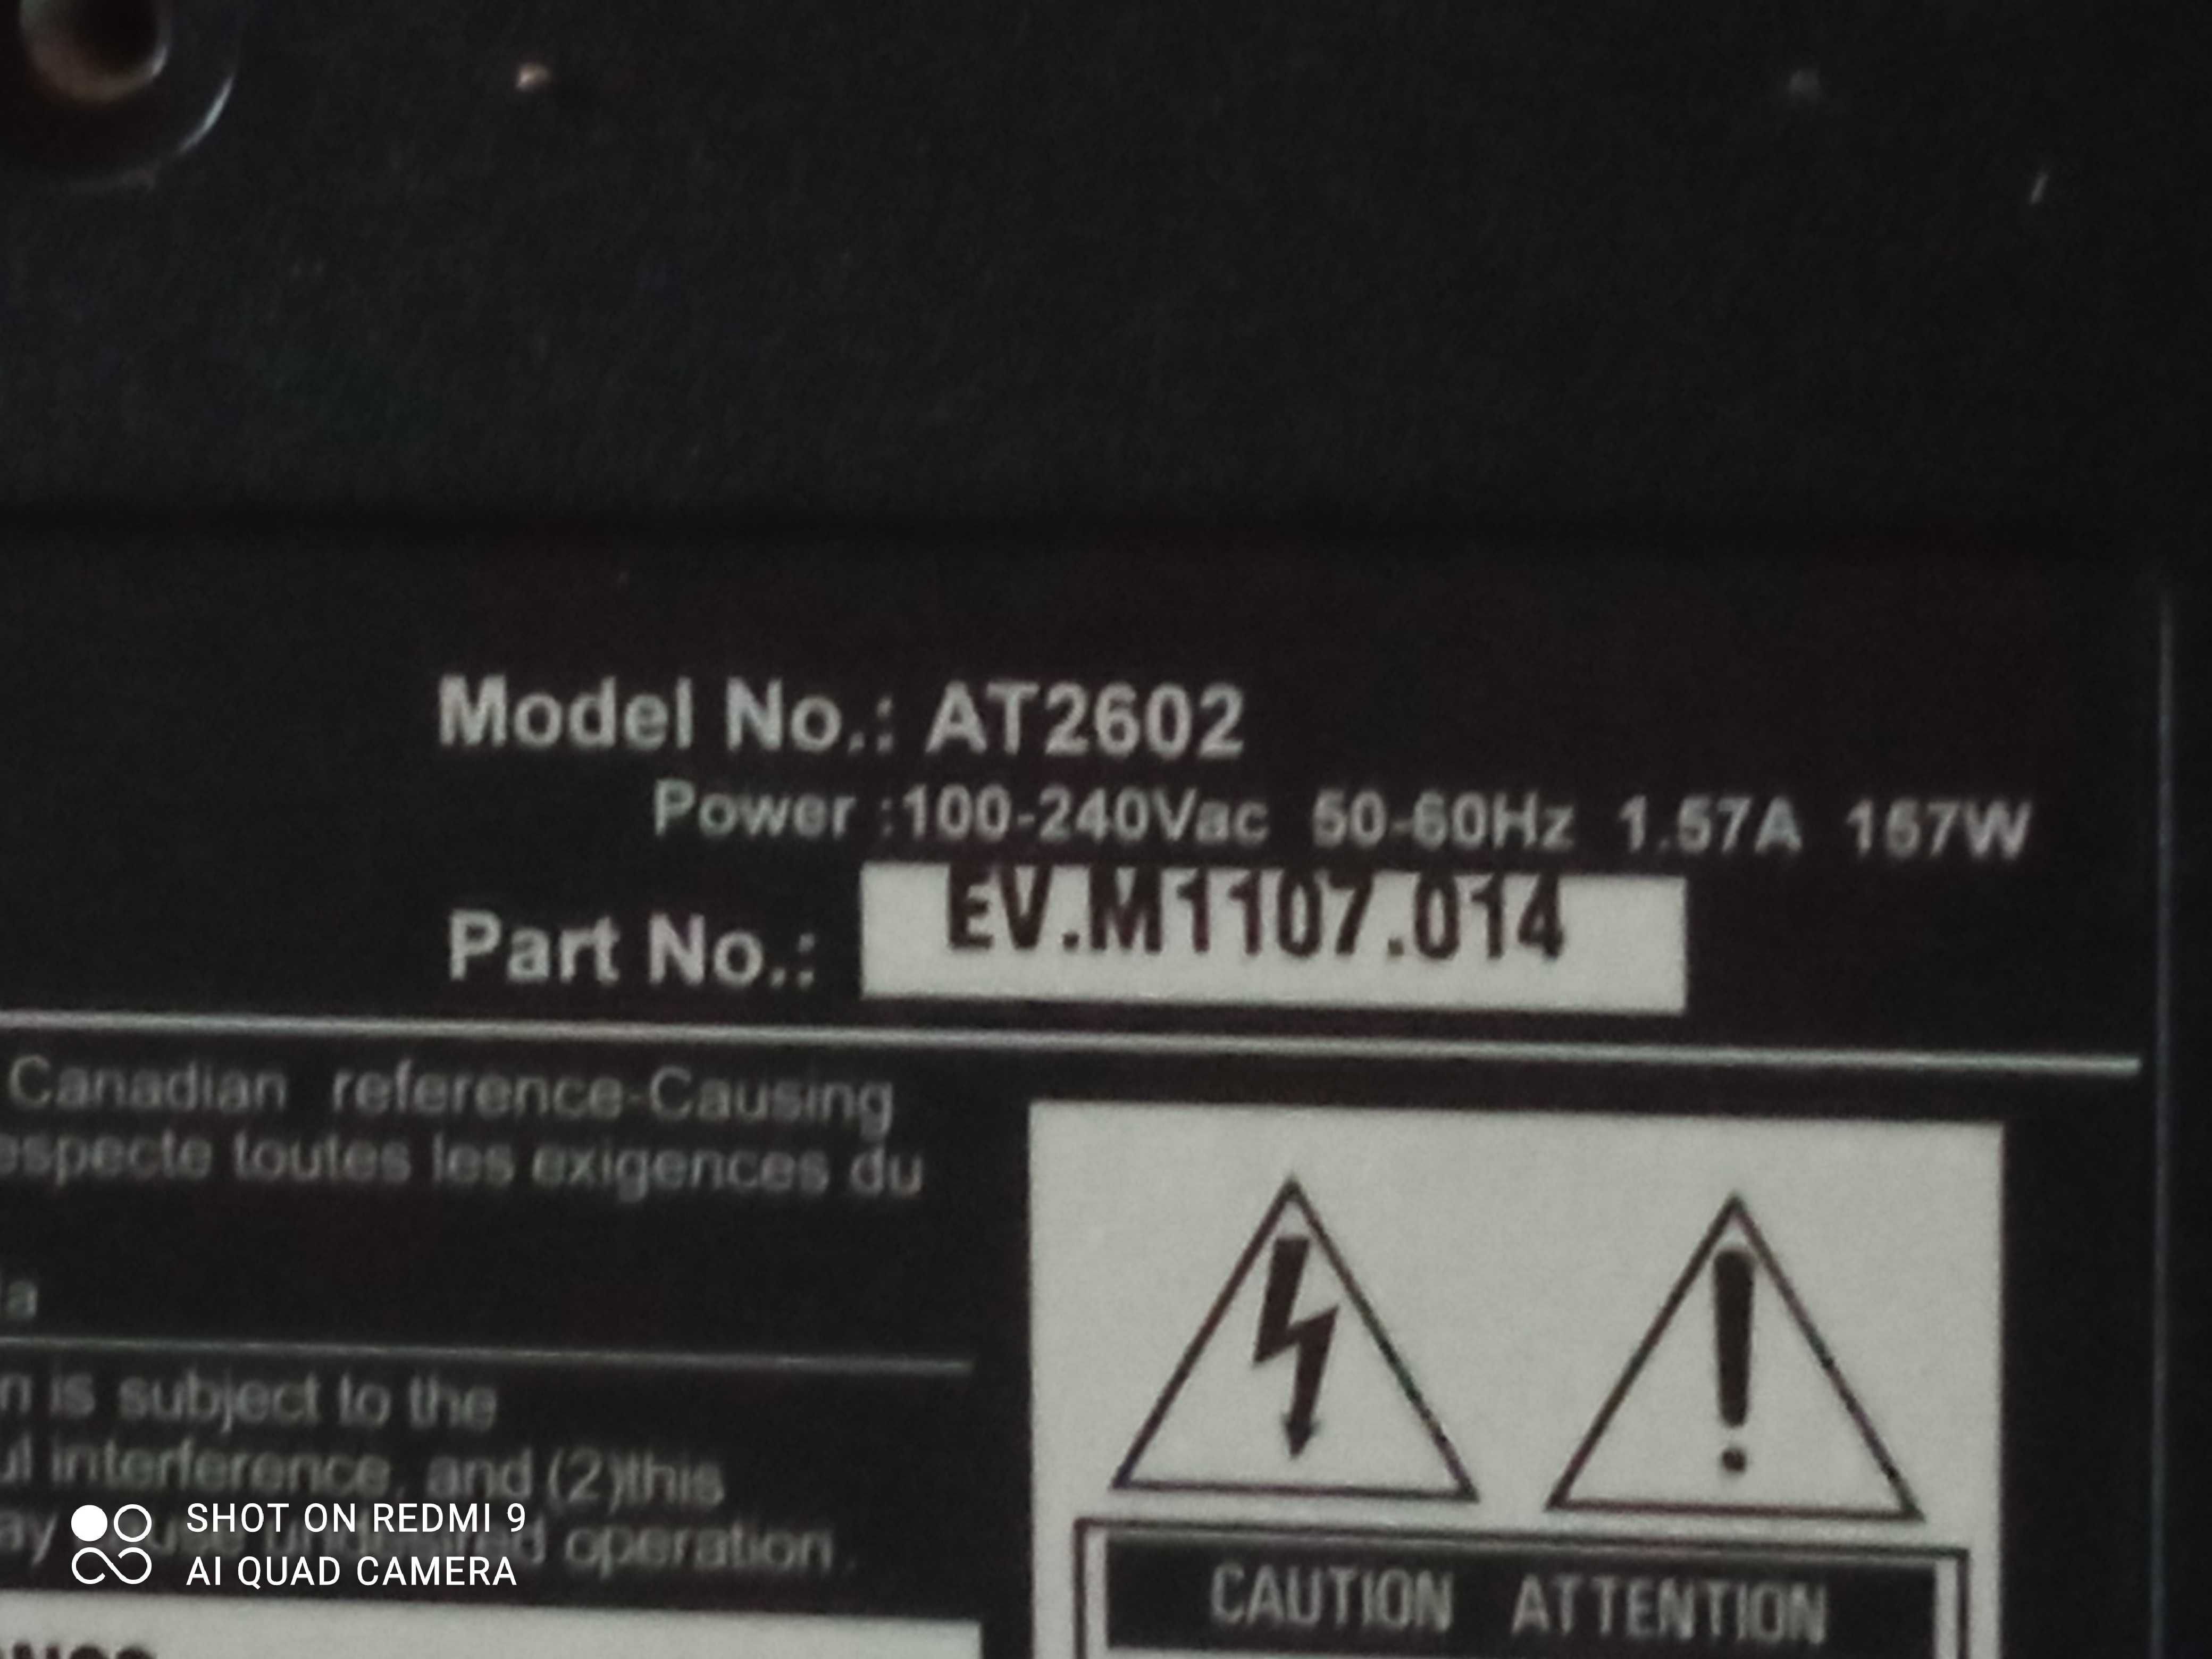 Model No.: AT2602
Power :100-240Vac 50-60Hz 1.57A 157W
Part No.: EV.M1107.014
Canadian reference-Causing
especte toutes les exigences du
n is subject to the
ul interference, and (2)this
ay operation.
CAUTION ATTENTION
SHOT ON REDMI 9
AI QUAD CAMERA